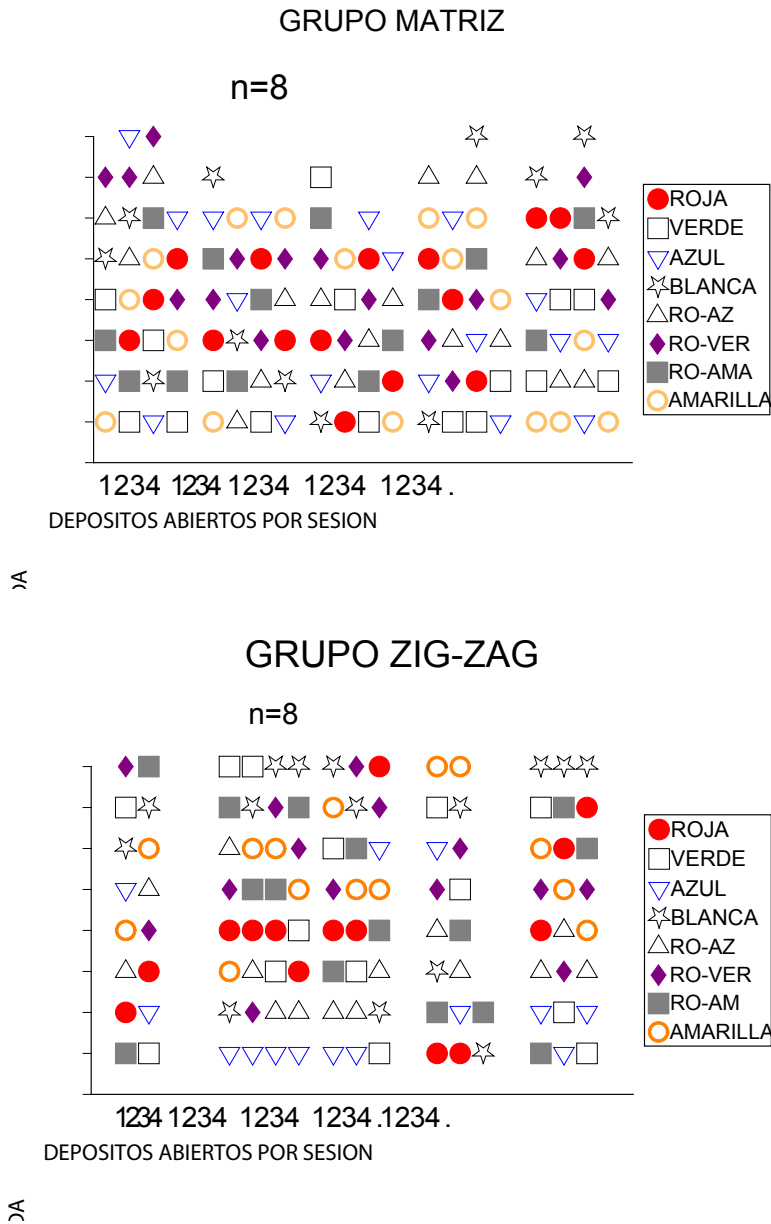 GRUPO MATRIZ
n=8
ROJA
VERDE
AZUL
BLANCA
RO-AZ
RO-VER
RO-AMA
AMARILLA
1234 1234 1234 1234 1234 .
DEPOSITOS ABIERTOS POR SESION
DA
GRUPO ZIG-ZAG
n=8
ROJA
VERDE
AZUL
BLANCA
RO-AZ
RO-VER
RO-AM
AMARILLA
1234 1234 1234 1234 .1234 .
DEPOSITOS ABIERTOS POR SESION
DA